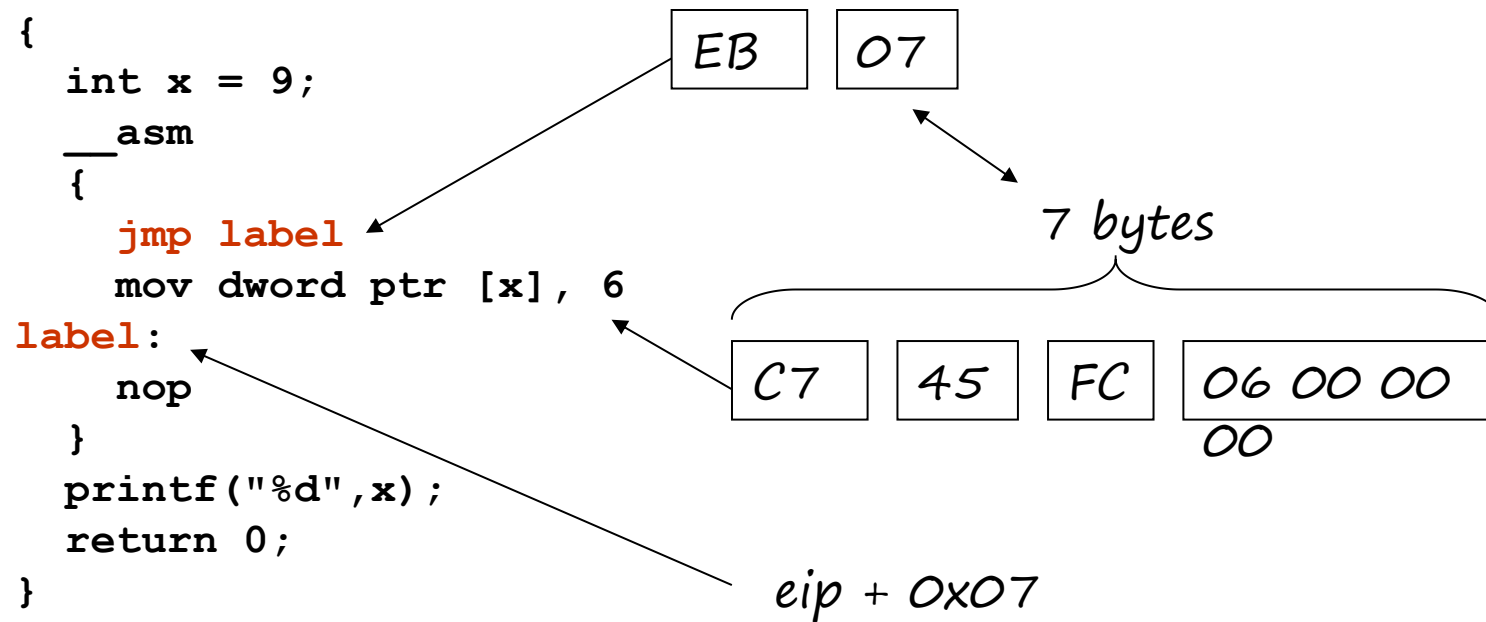 {
int x = 9;
__asm
{
jmp label
mov dword ptr [x], 6
label:
nop
}
printf("%d",x);
return 0;
}
EB 07
7 bytes
C7 45 FC 06 00 00
00
eip + 0x07